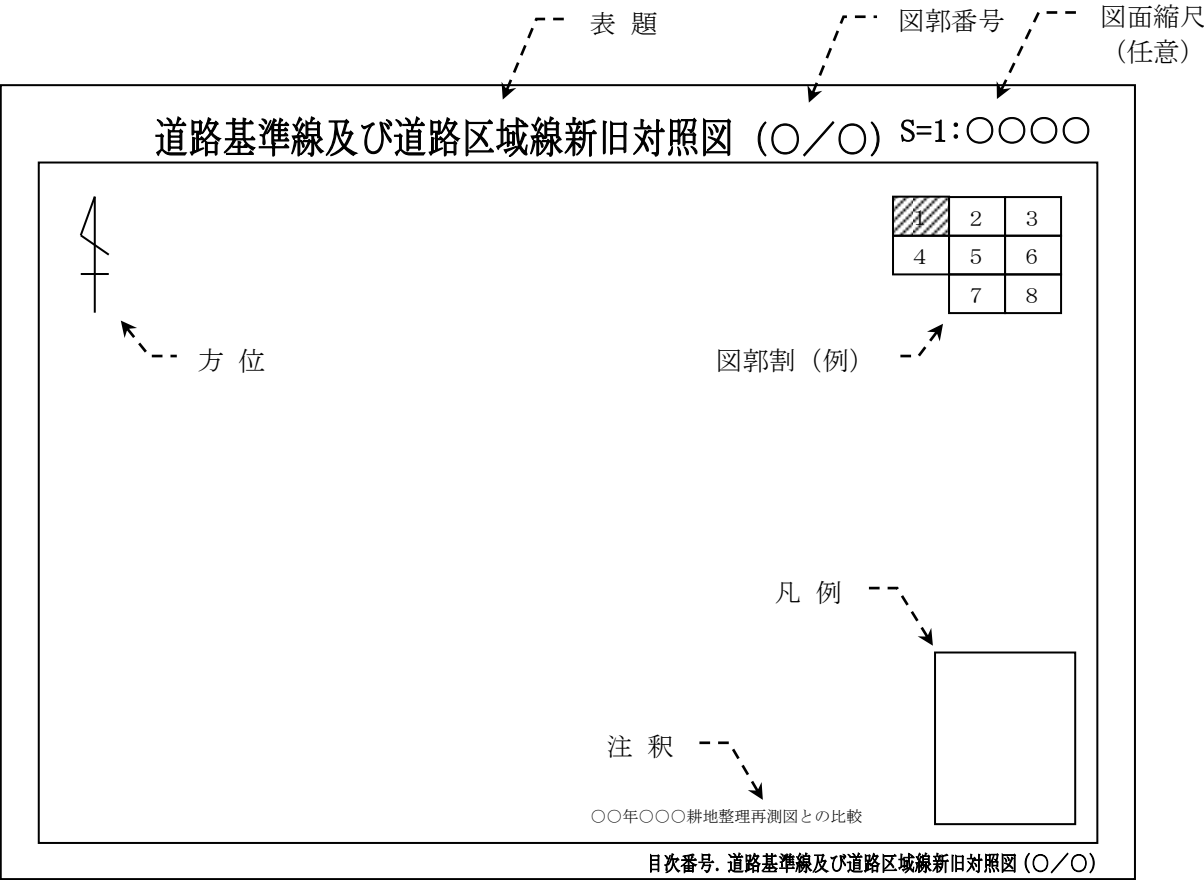 表 題
図郭番号
図面縮尺
（任意）
道路基準線及び道路区域線新旧対照図（○／○）
S=1:○○○○
1 2 3
4 5 6
7 8
方 位
図郭割（例）
凡 例
注 釈
○○年○○○耕地整理再測図との比較
目次番号. 道路基準線及び道路区域線新旧対照図（○／○）